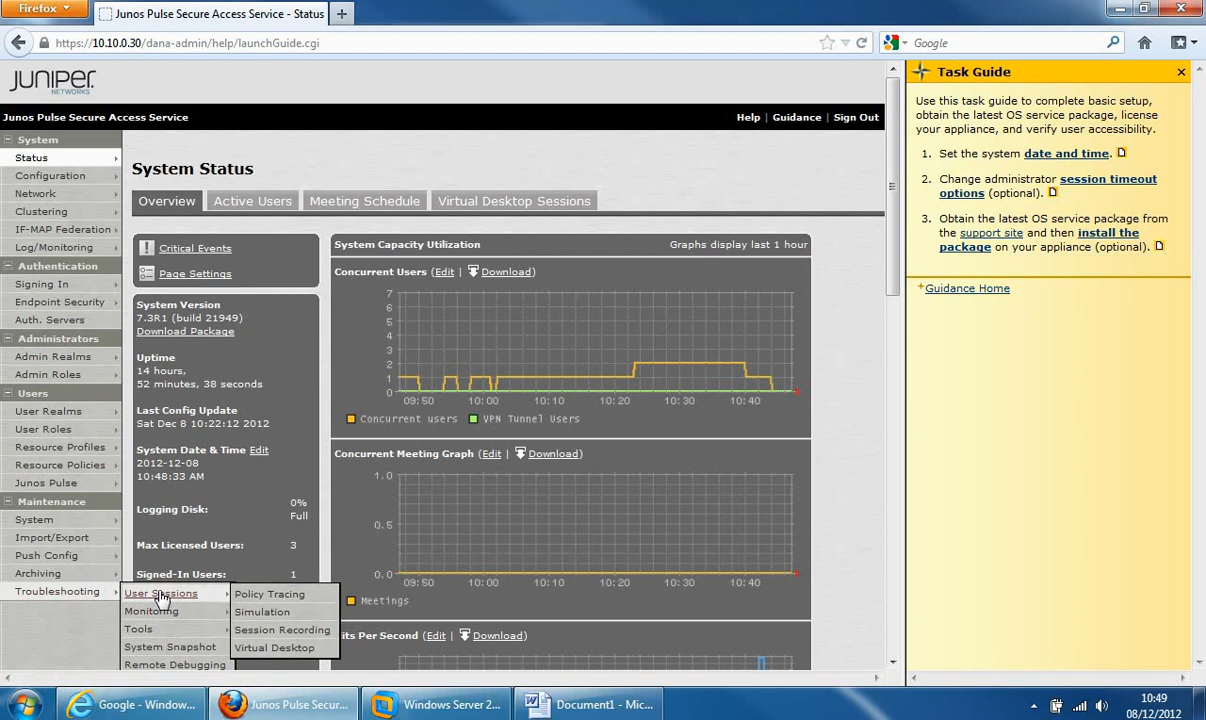 Firefox
Junos Pulse Secure Access Service - Status
https://10.10.0.30/dana-admin/help/launchGuide.cgi
Google
JUNIPER
NETWORKS
Junos Pulse Secure Access Service
Help | Guidance | Sign Out
System
Status
Configuration
Network
Clustering
IF-MAP Federation
Log/Monitoring
Authentication
Signing In
Endpoint Security
Auth. Servers
Administrators
Admin Realms
Admin Roles
Users
User Realms
User Roles
Resource Profiles
Resource Policies
Junos Pulse
Maintenance
System
Import/Export
Push Config
Archiving
Troubleshooting
User Sessions
Monitoring
Tools
System Snapshot
Remote Debugging
Policy Tracing
Simulation
Session Recording
Virtual Desktop
System Status
Overview
Active Users
Meeting Schedule
Virtual Desktop Sessions
Critical Events
Page Settings
System Version
7.3R1 (build 21949)
Download Package
Uptime
14 hours,
52 minutes, 38 seconds
Last Config Update
Sat Dec 8 10:22:12 2012
System Date & Time Edit
2012-12-08
10:48:33 AM
Logging Disk: 0%
Full
Max Licensed Users: 3
Signed-In Users: 1
System Capacity Utilization
Graphs display last 1 hour
Concurrent Users (Edit | Download)
7
6
5
4
3
2
1
0
09:50 10:00 10:10 10:20 10:30 10:40
Concurrent users VPN Tunnel Users
Concurrent Meeting Graph (Edit | Download)
1.0
0.5
0.0
09:50 10:00 10:10 10:20 10:30 10:40
Meetings
its Per Second (Edit | Download)
Task Guide
Use this task guide to complete basic setup,
obtain the latest OS service package, license
your appliance, and verify user accessibility.
1. Set the system date and time.
2. Change administrator session timeout
options (optional).
3. Obtain the latest OS service package from
the support site and then install the
package on your appliance (optional).
Guidance Home
Google - Window...
Junos Pulse Secur...
Windows Server 2...
Document1 - Mic...
10:49
08/12/2012